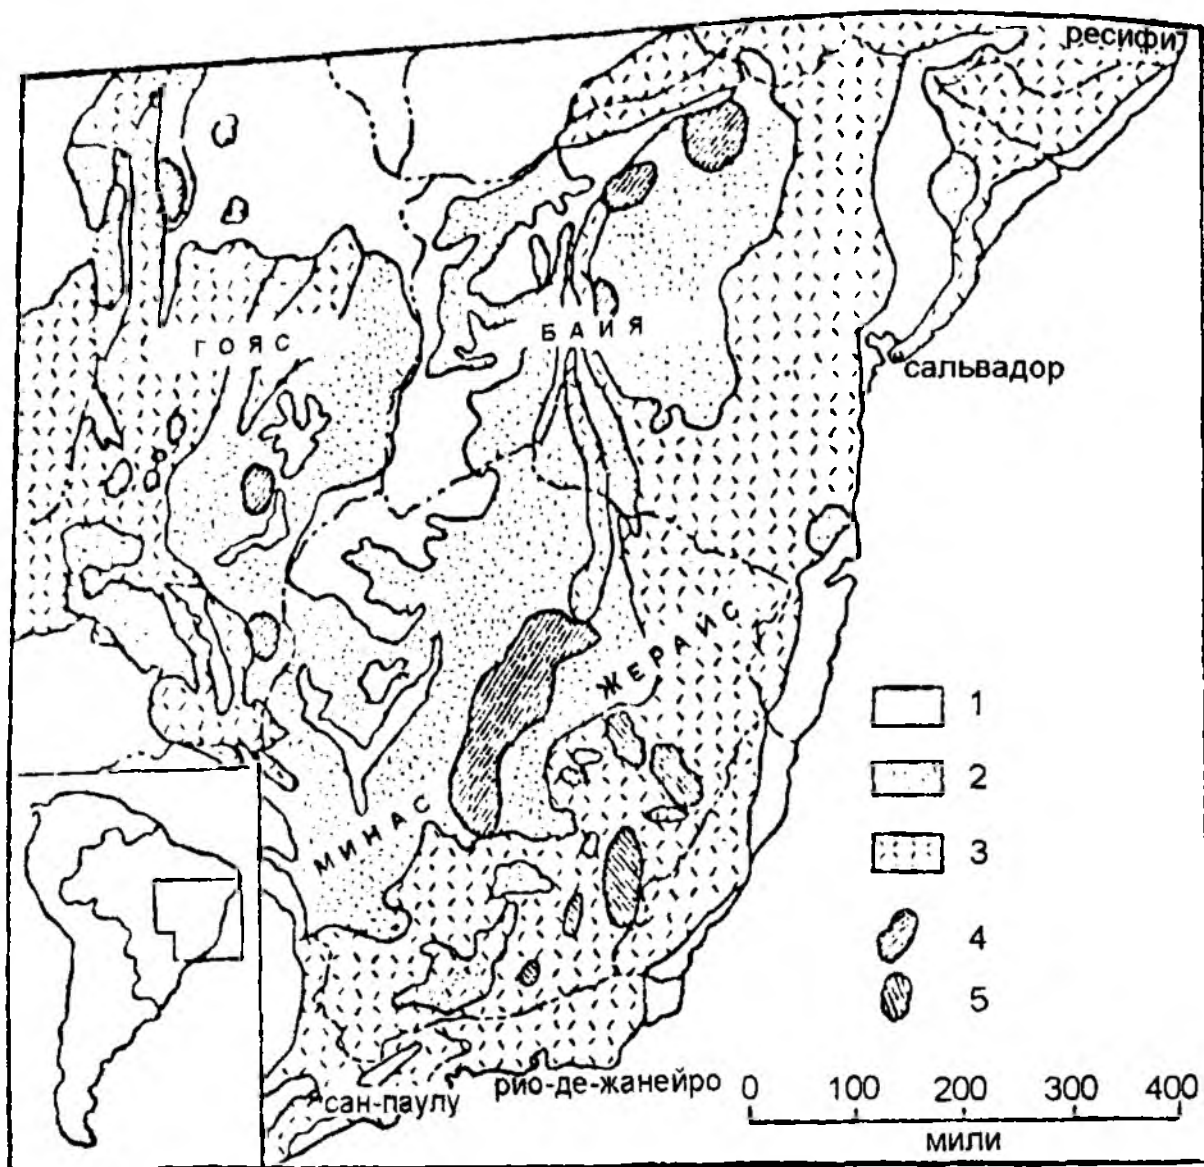 ресифи
ГОЯС
БАИЯ
сальвадор
ЖЕРАЙС
МИНАС
1
2
3
4
5
рио-де-жанейро
сан-паулу
0 100 200 300 400
мили